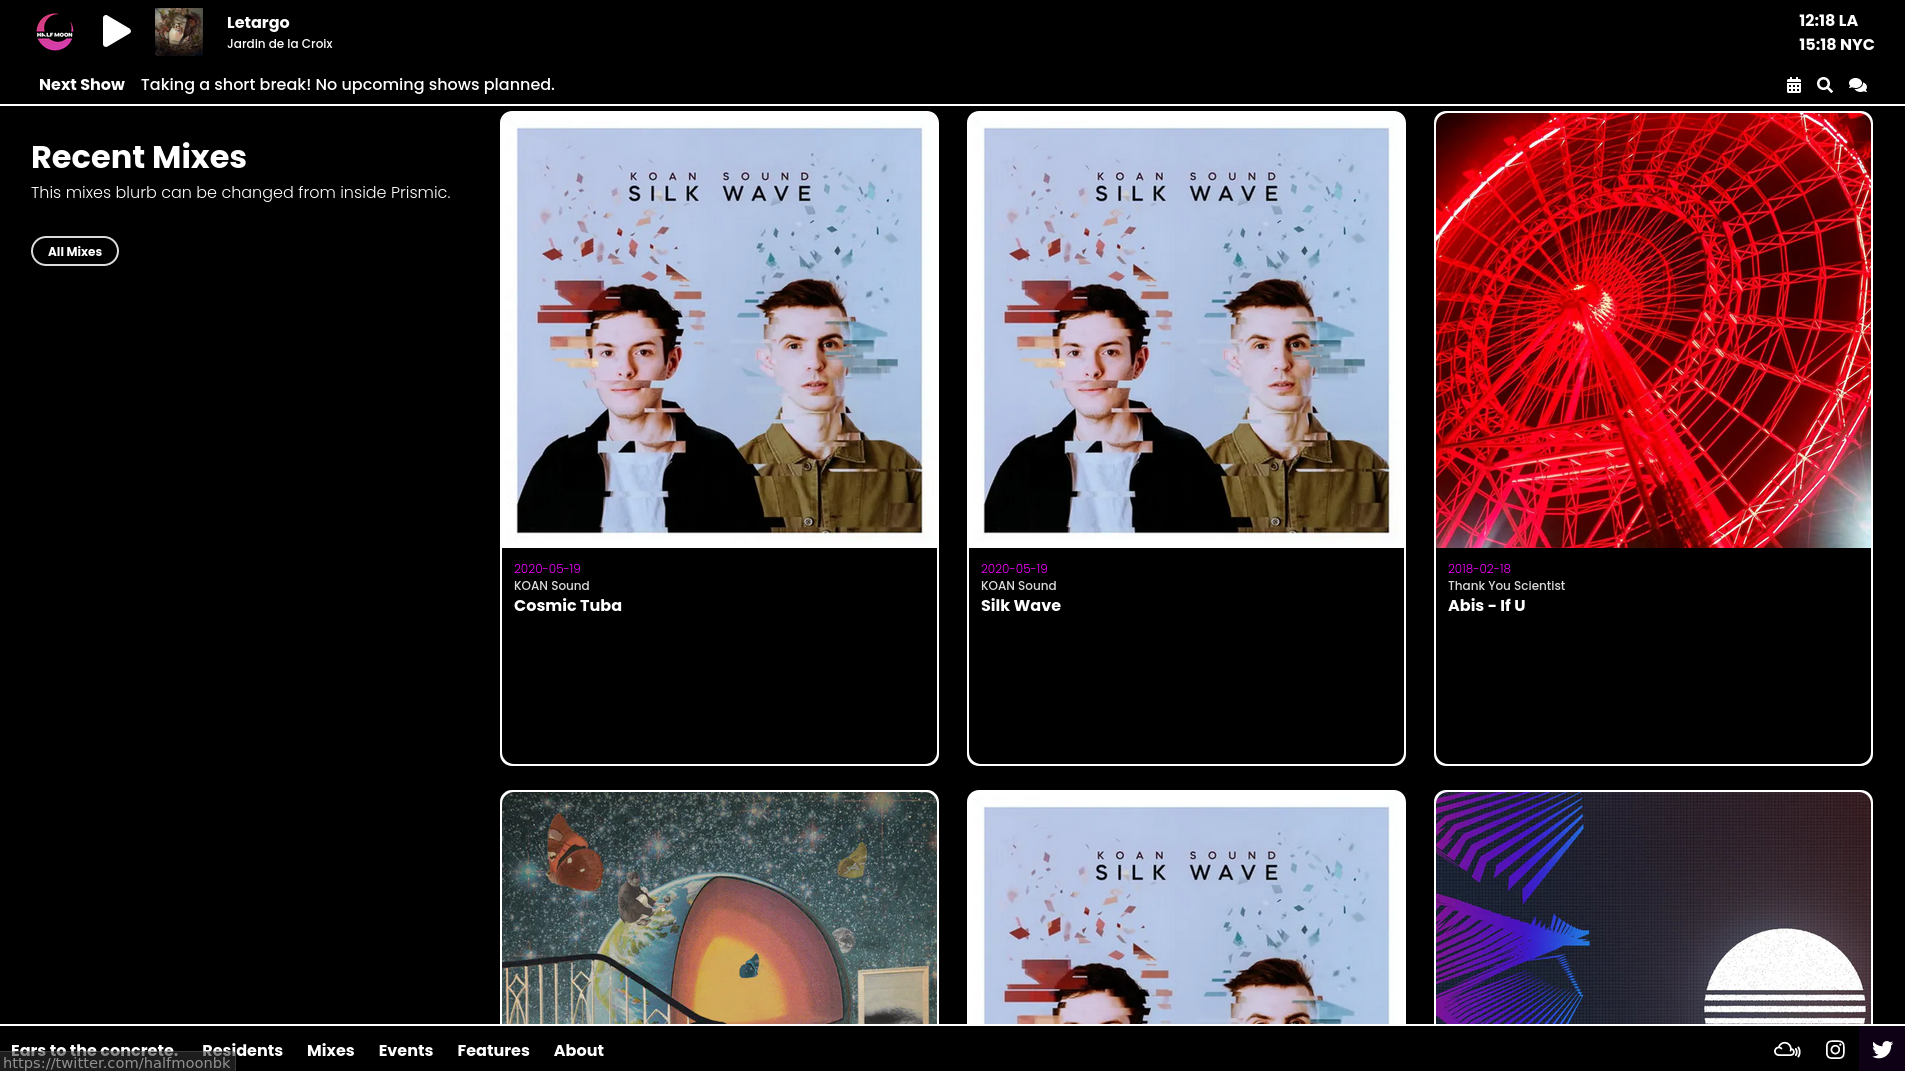 HALF MOON
Letargo
Jardín de la Croix
12:18 LA
15:18 NYC
Next Show
Taking a short break! No upcoming shows planned.
Recent Mixes
This mixes blurb can be changed from inside Prismic.
All Mixes
KOAN SOUND
SILK WAVE
2020-05-19
KOAN Sound
Cosmic Tuba
KOAN SOUND
SILK WAVE
2020-05-19
KOAN Sound
Silk Wave
2018-02-18
Thank You Scientist
Abis - If U
KOAN SOUND
SILK WAVE
Ears to the concrete.
Residents
Mixes
Events
Features
About
https://twitter.com/halfmoonbk